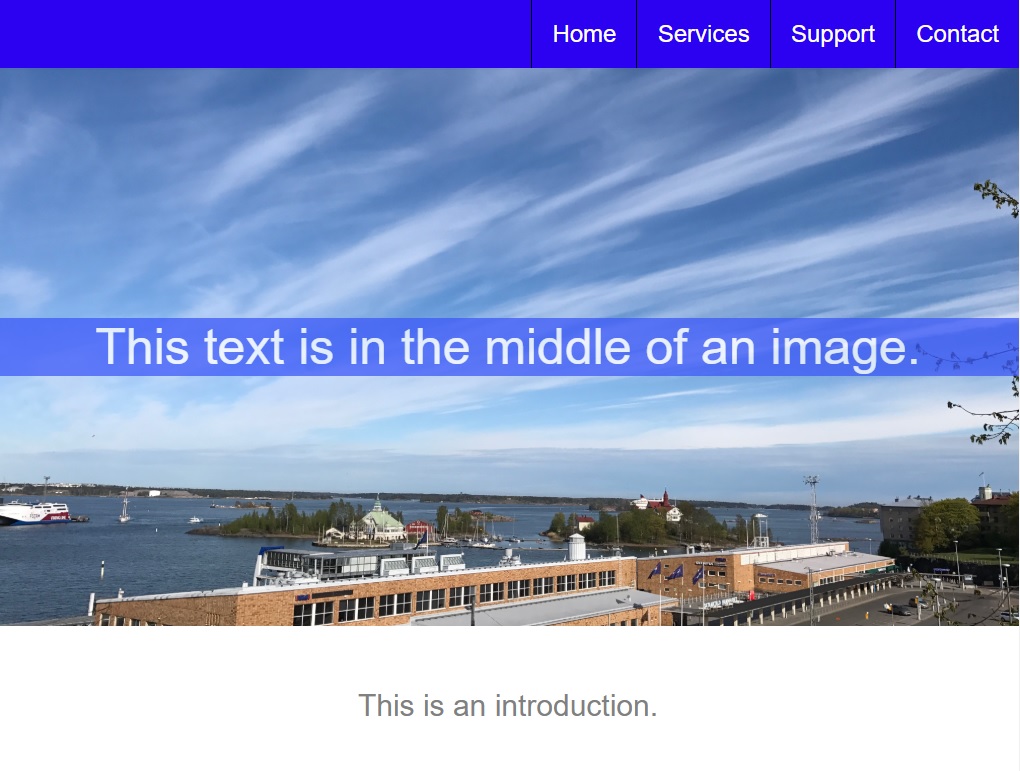 Home Services Support Contact
This text is in the middle of an image.
This is an introduction.